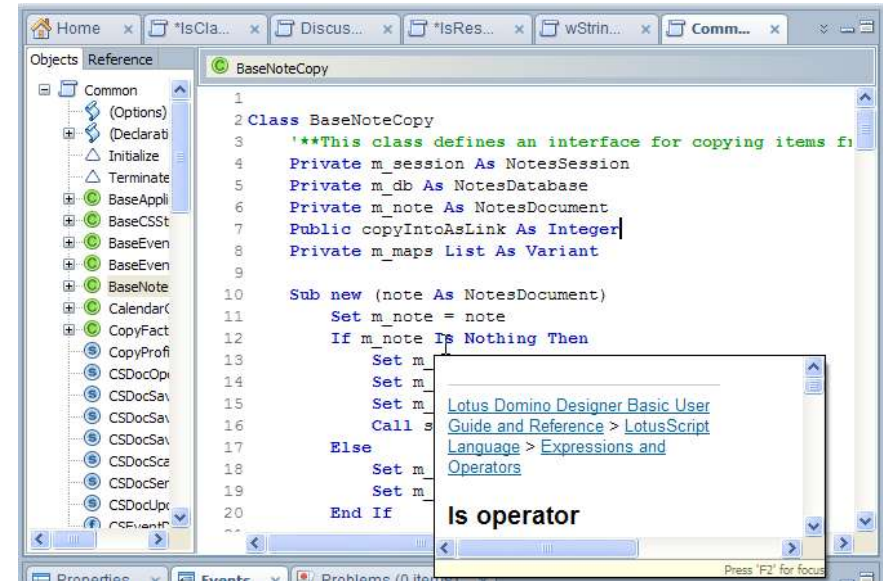 Home *IsCla... Discus... *IsRes... wStrin... Comm...
Objects Reference
BaseNoteCopy
Common
(Options)
(Declarati
Initialize
Terminate
BaseAppli
BaseCSSt
BaseEven
BaseEven
BaseNote
Calendar
CopyFact
CopyProfi
CSDocOp
CSDocSav
CSDocSav
CSDocSav
CSDocSca
CSDocSer
CSDocUp
CSEvent
1
2 Class BaseNoteCopy
3 '**This class defines an interface for copying items f
4 Private m_session As NotesSession
5 Private m_db As NotesDatabase
6 Private m_note As NotesDocument
7 Public copyIntoAsLink As Integer
8 Private m_maps List As Variant
9
10 Sub new (note As NotesDocument)
11 Set m_note = note
12 If m_note Is Nothing Then
13 Set m_
14 Set m_
15 Set m_
16 Call s
17 Else
18 Set m_
19 Set m_
20 End If
Lotus Domino Designer Basic User
Guide and Reference > LotusScript
Language > Expressions and
Operators
Is operator
Press 'F2' for focus
Properties Events Problems (0 item